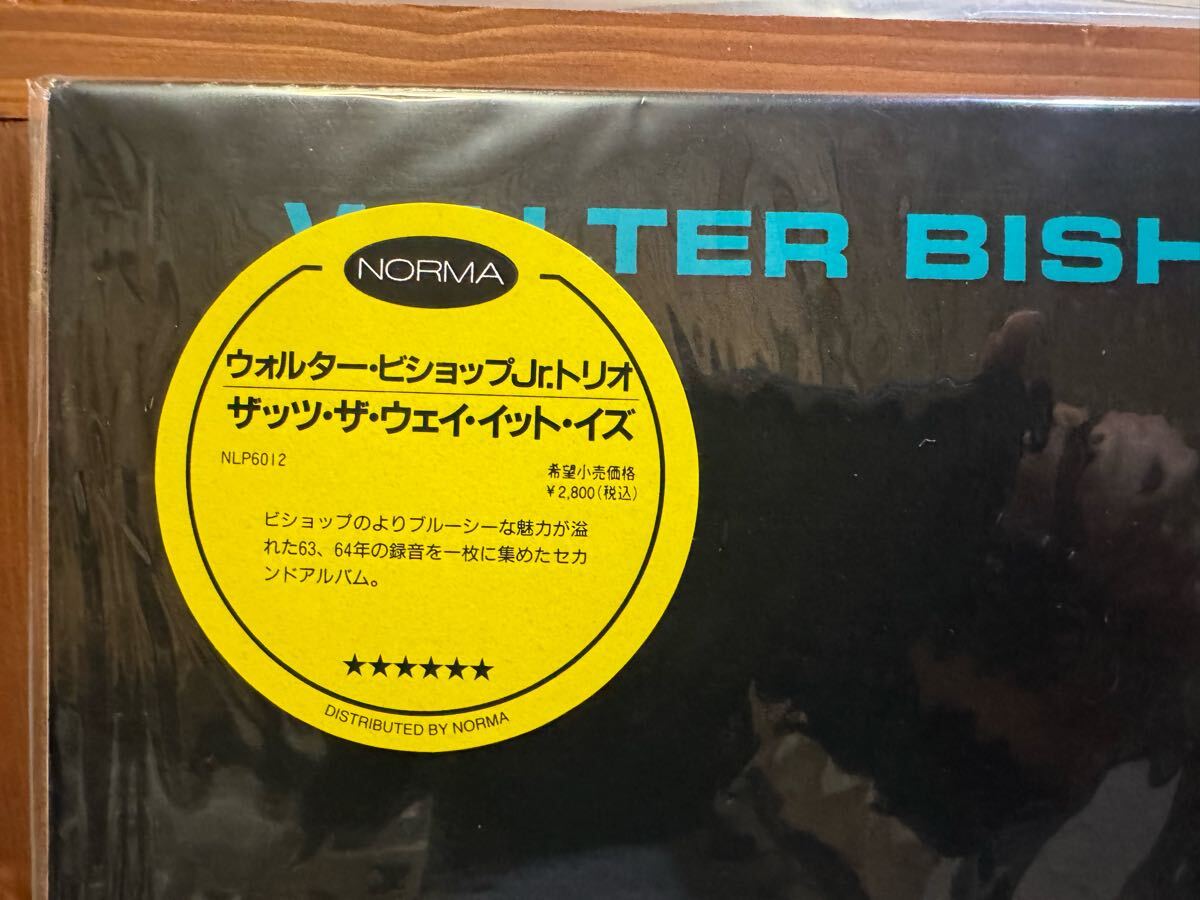 WALTER BISH
NORMA
ウォルター・ビショップJr.トリオ
ザッツ・ザ・ウェイ・イット・イズ
NLP6012
希望小売価格
￥2,800(税込)
ビショップのよりブルーシーな魅力が溢
れた63、64年の録音を一枚に集めたセカ
ンドアルバム。
★★★★★★
DISTRIBUTED BY NORMA